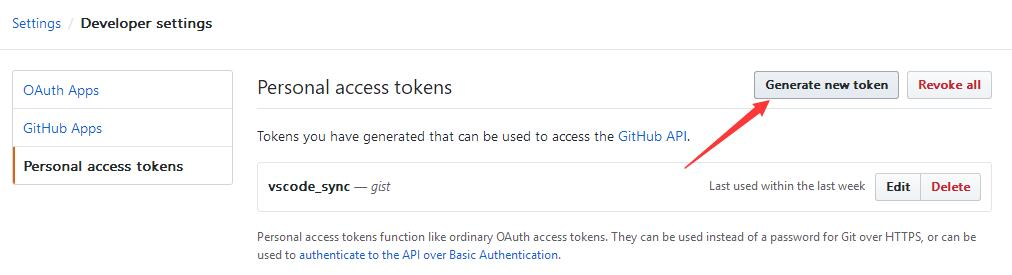 Settings / Developer settings
OAuth Apps
GitHub Apps
Personal access tokens
Personal access tokens
Generate new token
Revoke all
Tokens you have generated that can be used to access the GitHub API.
vscode_sync — gist
Last used within the last week
Edit
Delete
Personal access tokens function like ordinary OAuth access tokens. They can be used instead of a password for Git over HTTPS, or can be
used to authenticate to the API over Basic Authentication.